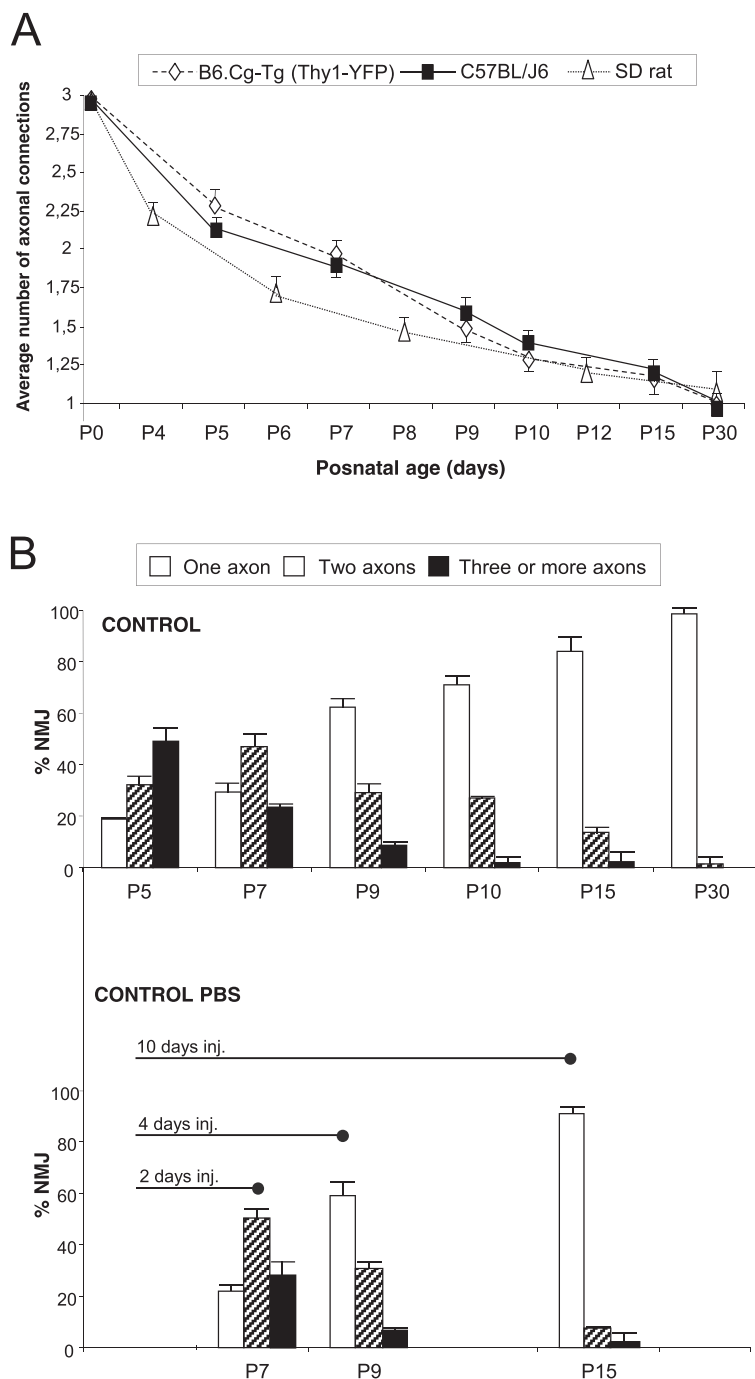 A
B6.Cg-Tg (Thy1-YFP) C57BL/J6 SD rat
Average number of axonal connections
3
2,75
1,5
2,25
2
1,75
1,5
1,25
1
P0 P4 P5 P6 P7 P8 P9 P10 P12 P15 P30
Posnatal age (days)
B
One axon Two axons Three or more axons
CONTROL
% NMJ
100
80
60
40
20
0
P5 P7 P9 P10 P15 P30
CONTROL PBS
10 days inj.
4 days inj.
2 days inj.
% NMJ
100
80
60
40
20
0
P7 P9 P15